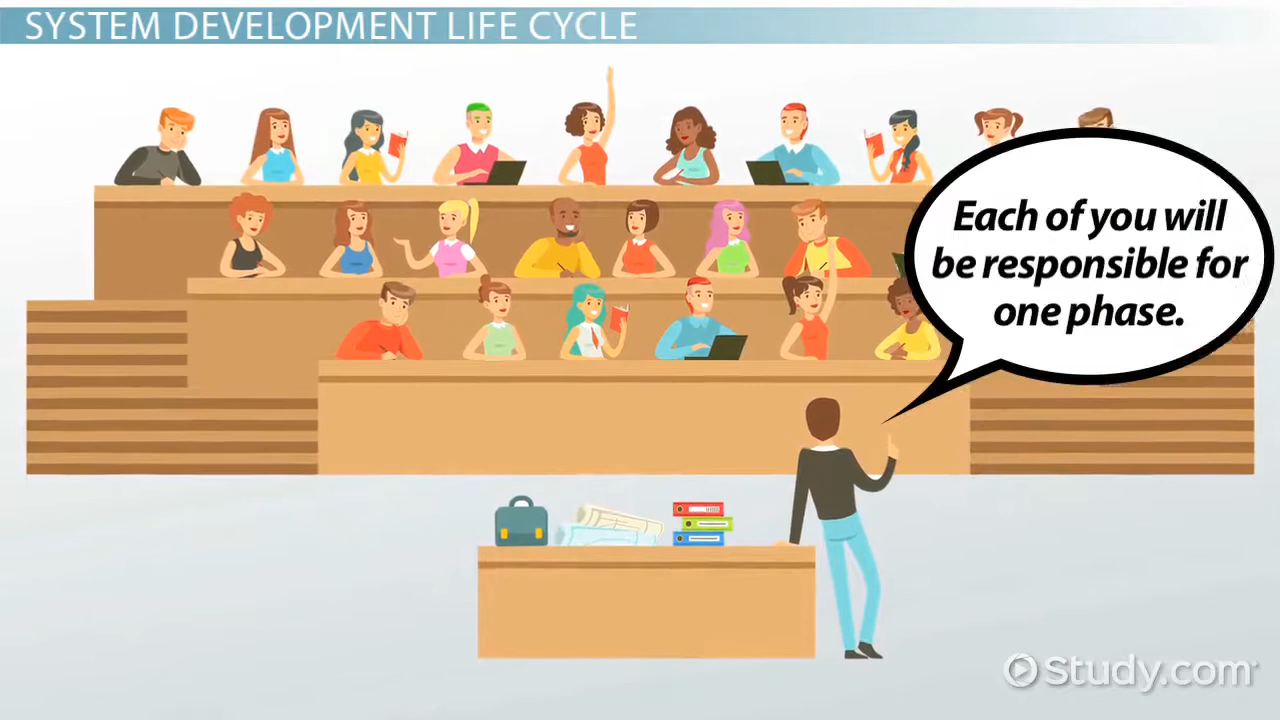 SYSTEM DEVELOPMENT LIFE CYCLE
Each of you will
be responsible for
one phase.
Study.com